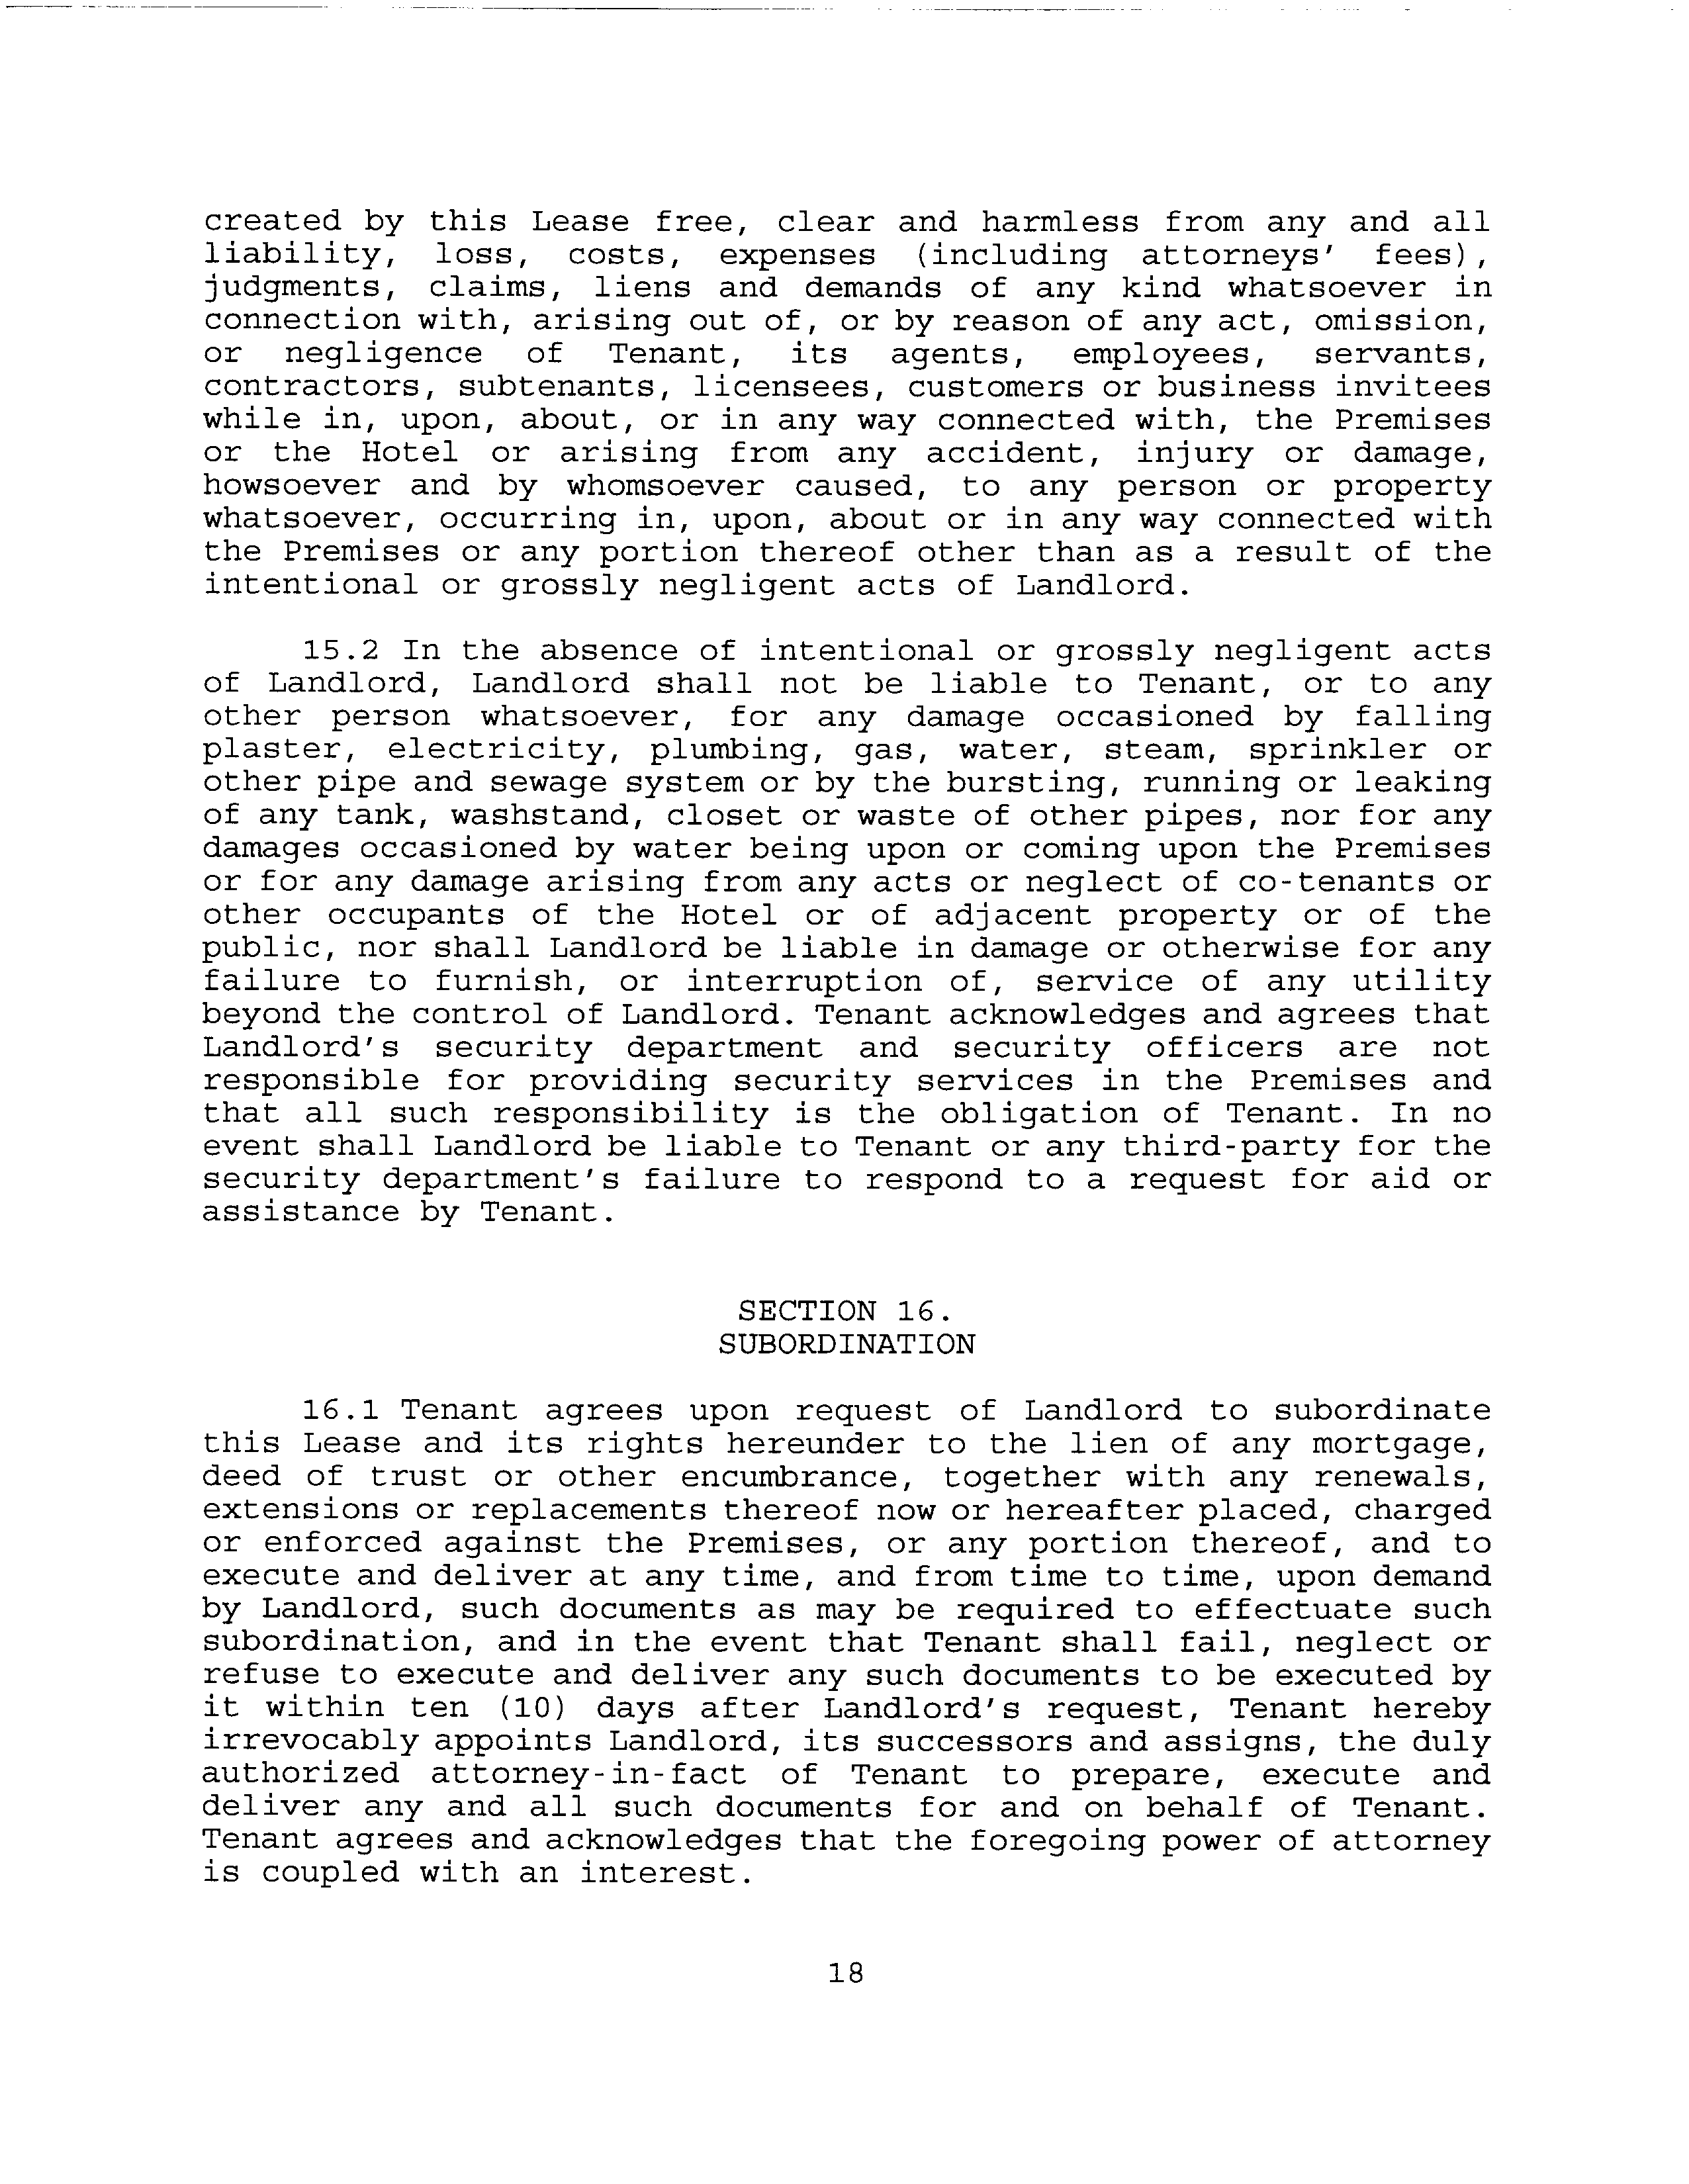 created by this Lease free, clear and harmless from any and all
liability, loss, costs, expenses (including attorneys' fees),
judgments, claims, liens and demands of any kind whatsoever in
connection with, arising out of, or by reason of any act, omission,
or negligence of Tenant, its agents, employees, servants,
contractors, subtenants, licensees, customers or business invitees
while in, upon, about, or in any way connected with, the Premises
or the Hotel or arising from any accident, injury or damage,
howsoever and by whomsoever caused, to any person or property
whatsoever, occurring in, upon, about or in any way connected with
the Premises or any portion thereof other than as a result of the
intentional or grossly negligent acts of Landlord.
15.2 In the absence of intentional or grossly negligent acts
of Landlord, Landlord shall not be liable to Tenant, or to any
other person whatsoever, for any damage occasioned by falling
plaster, electricity, plumbing, gas, water, steam, sprinkler or
other pipe and sewage system or by the bursting, running or leaking
of any tank, washstand, closet or waste of other pipes, nor for any
damages occasioned by water being upon or coming upon the Premises
or for any damage arising from any acts or neglect of co-tenants or
other occupants of the Hotel or of adjacent property or of the
public, nor shall Landlord be liable in damage or otherwise for any
failure to furnish, or interruption of, service of any utility
beyond the control of Landlord. Tenant acknowledges and agrees that
Landlord's security department and security officers are not
responsible for providing security services in the Premises and
that all such responsibility is the obligation of Tenant. In no
event shall Landlord be liable to Tenant or any third-party for the
security department's failure to respond to a request for aid or
assistance by Tenant.
SECTION 16.
SUBORDINATION
16.1 Tenant agrees upon request of Landlord to subordinate
this Lease and its rights hereunder to the lien of any mortgage,
deed of trust or other encumbrance, together with any renewals,
extensions or replacements thereof now or hereafter placed, charged
or enforced against the Premises, or any portion thereof, and to
execute and deliver at any time, and from time to time, upon demand
by Landlord, such documents as may be required to effectuate such
subordination, and in the event that Tenant shall fail, neglect or
refuse to execute and deliver any such documents to be executed by
it within ten (10) days after Landlord's request, Tenant hereby
irrevocably appoints Landlord, its successors and assigns, the duly
authorized attorney-in-fact of Tenant to prepare, execute and
deliver any and all such documents for and on behalf of Tenant.
Tenant agrees and acknowledges that the foregoing power of attorney
is coupled with an interest.
18